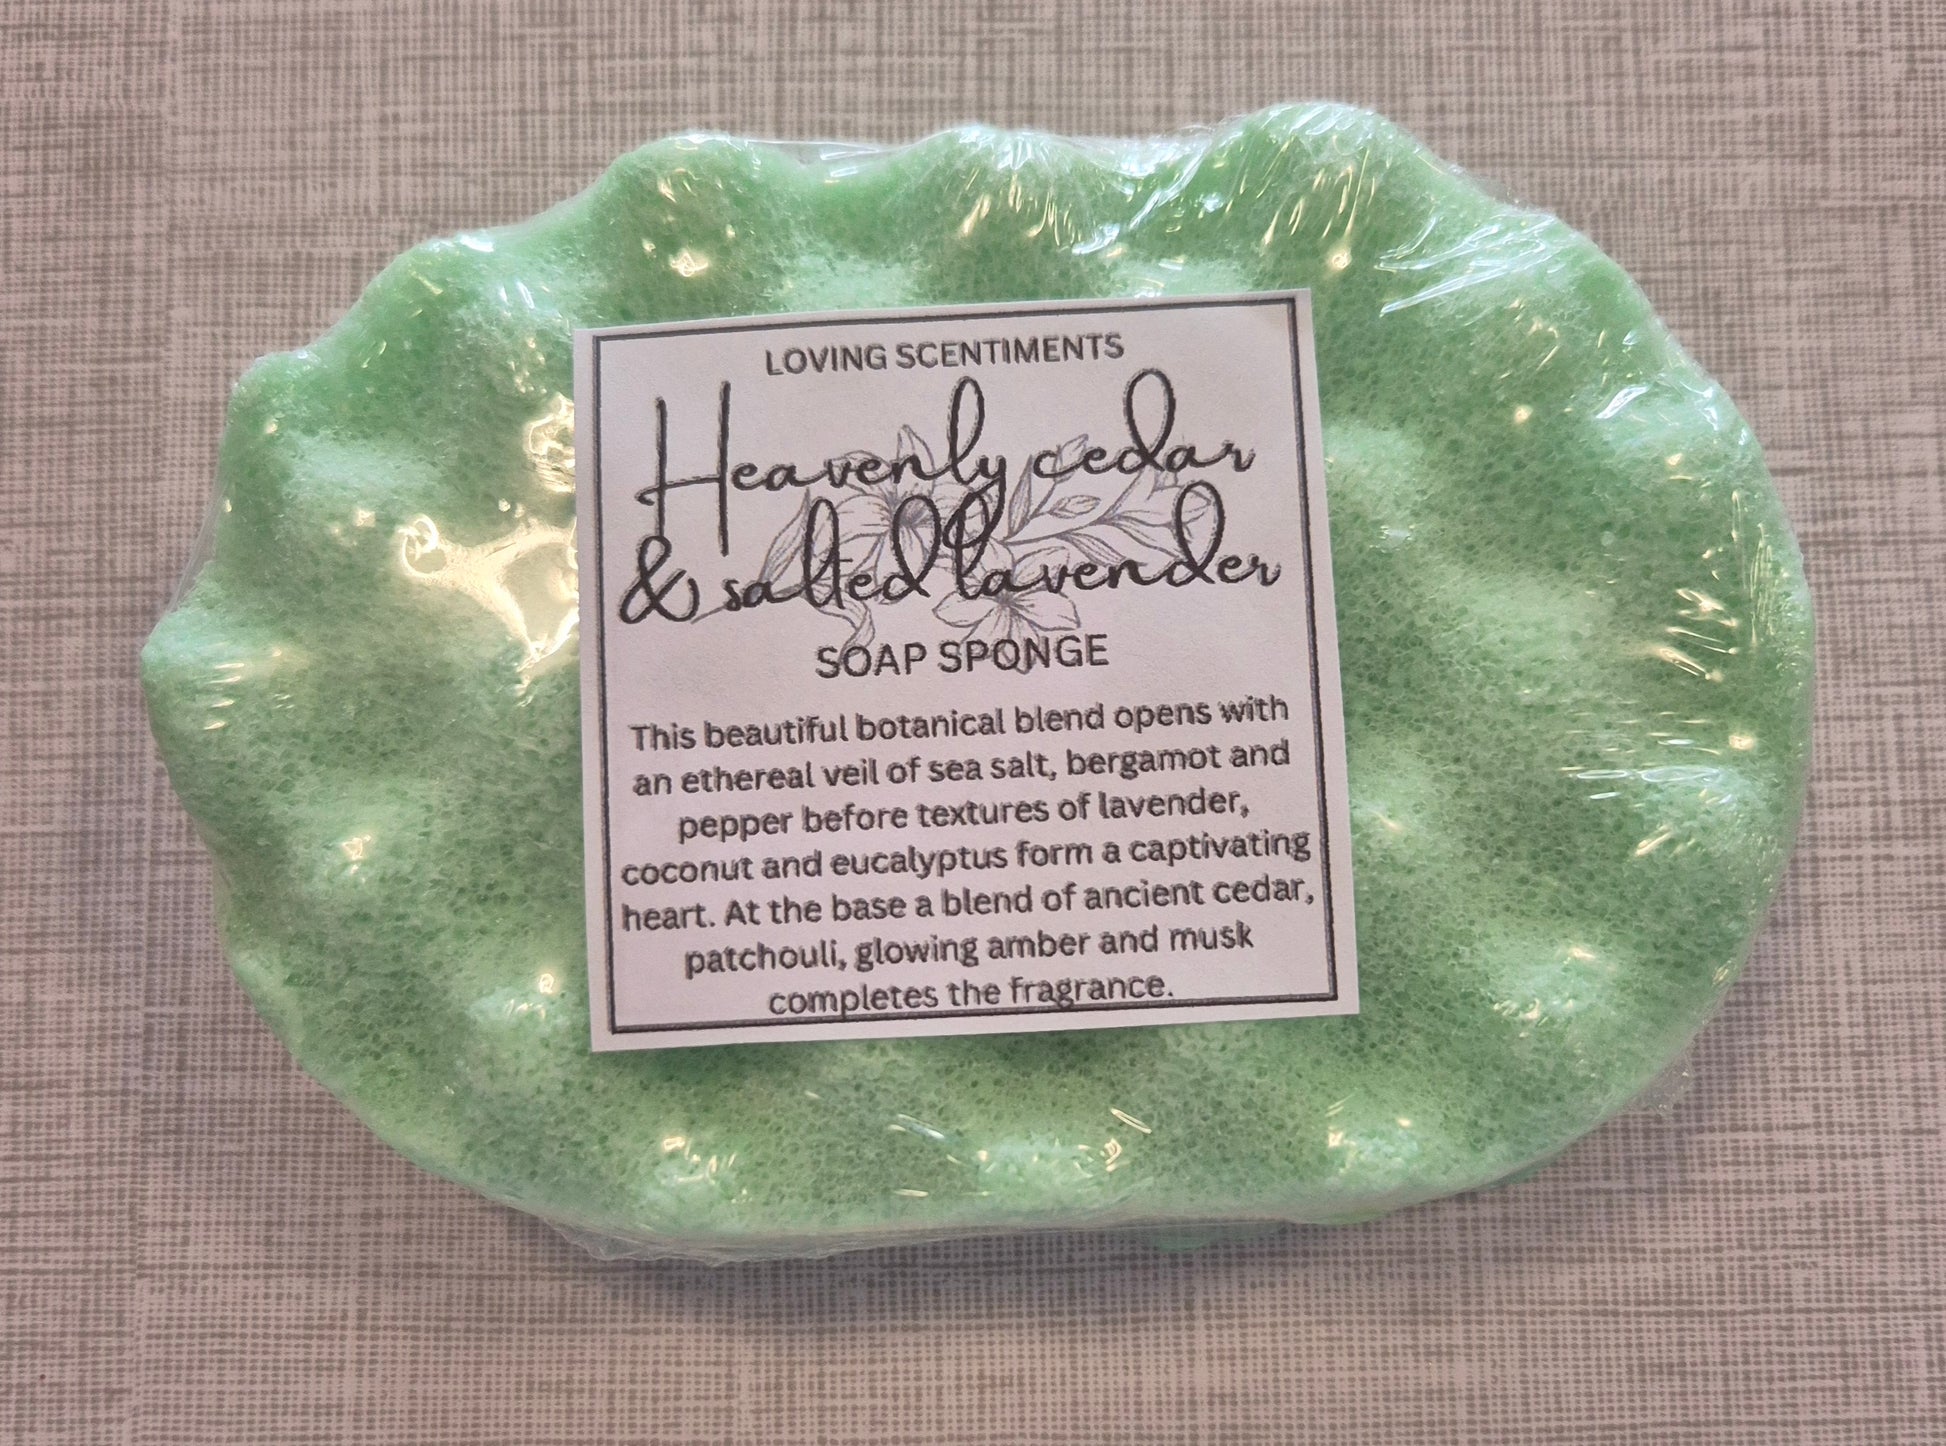 LOVING SCENTIMENTS
Heavenly cedar
& salted lavender
SOAP SPONGE
This beautiful botanical blend opens with
an ethereal veil of sea salt, bergamot and
pepper before textures of lavender,
coconut and eucalyptus form a captivating
heart. At the base a blend of ancient cedar,
patchouli, glowing amber and musk
completes the fragrance.